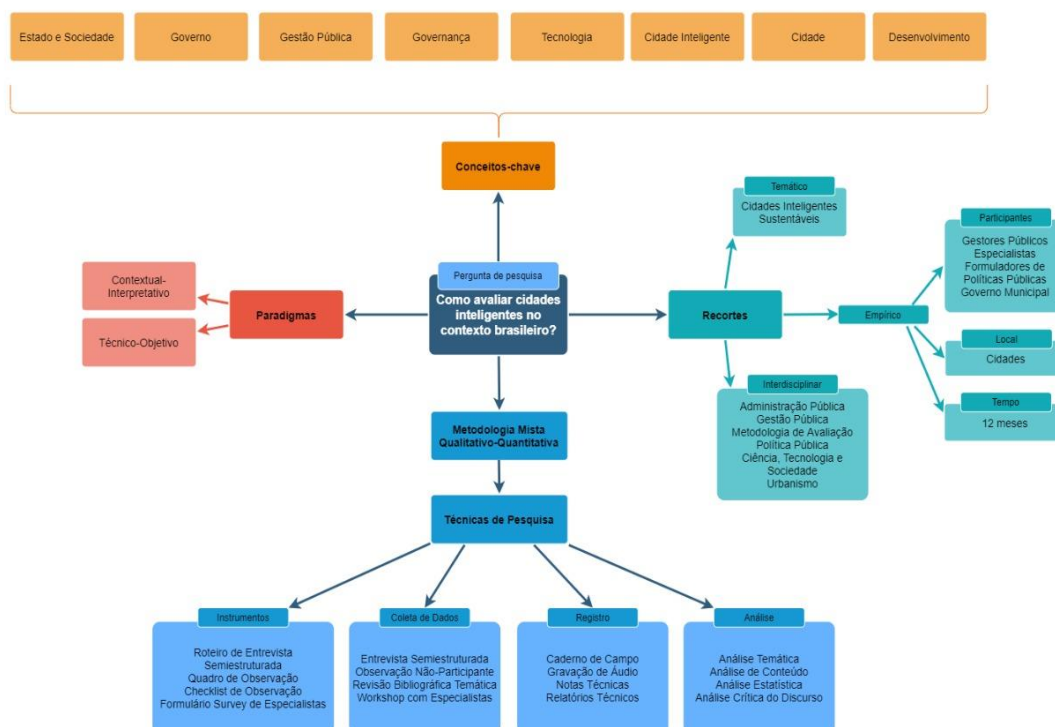 Estado e Sociedade
Governo
Gestão Pública
Governança
Tecnologia
Cidade Inteligente
Cidade
Desenvolvimento
Conceitos-chave
Temático
Cidades Inteligentes
Sustentáveis
Participantes
Gestores Públicos
Especialistas
Formuladores de
Políticas Públicas
Governo Municipal
Contextual-
Interpretativo
Técnico-Objetivo
Paradigmas
Pergunta de pesquisa
Como avaliar cidades
inteligentes no
contexto brasileiro?
Recortes
Empírico
Local
Cidades
Tempo
12 meses
Interdisciplinar
Administração Pública
Gestão Pública
Metodologia de Avaliação
Política Pública
Ciência, Tecnologia e
Sociedade
Urbanismo
Metodologia Mista
Qualitativo-Quantitativa
Técnicas de Pesquisa
Instrumentos
Roteiro de Entrevista
Semiestruturada
Quadro de Observação
Checklist de Observação
Formulário Survey de Especialistas
Coleta de Dados
Entrevista Semiestruturada
Observação Não-Participante
Revisão Bibliográfica Temática
Workshop com Especialistas
Registro
Caderno de Campo
Gravação de Áudio
Notas Técnicas
Relatórios Técnicos
Análise
Análise Temática
Análise de Conteúdo
Análise Estatística
Análise Crítica do Discurso